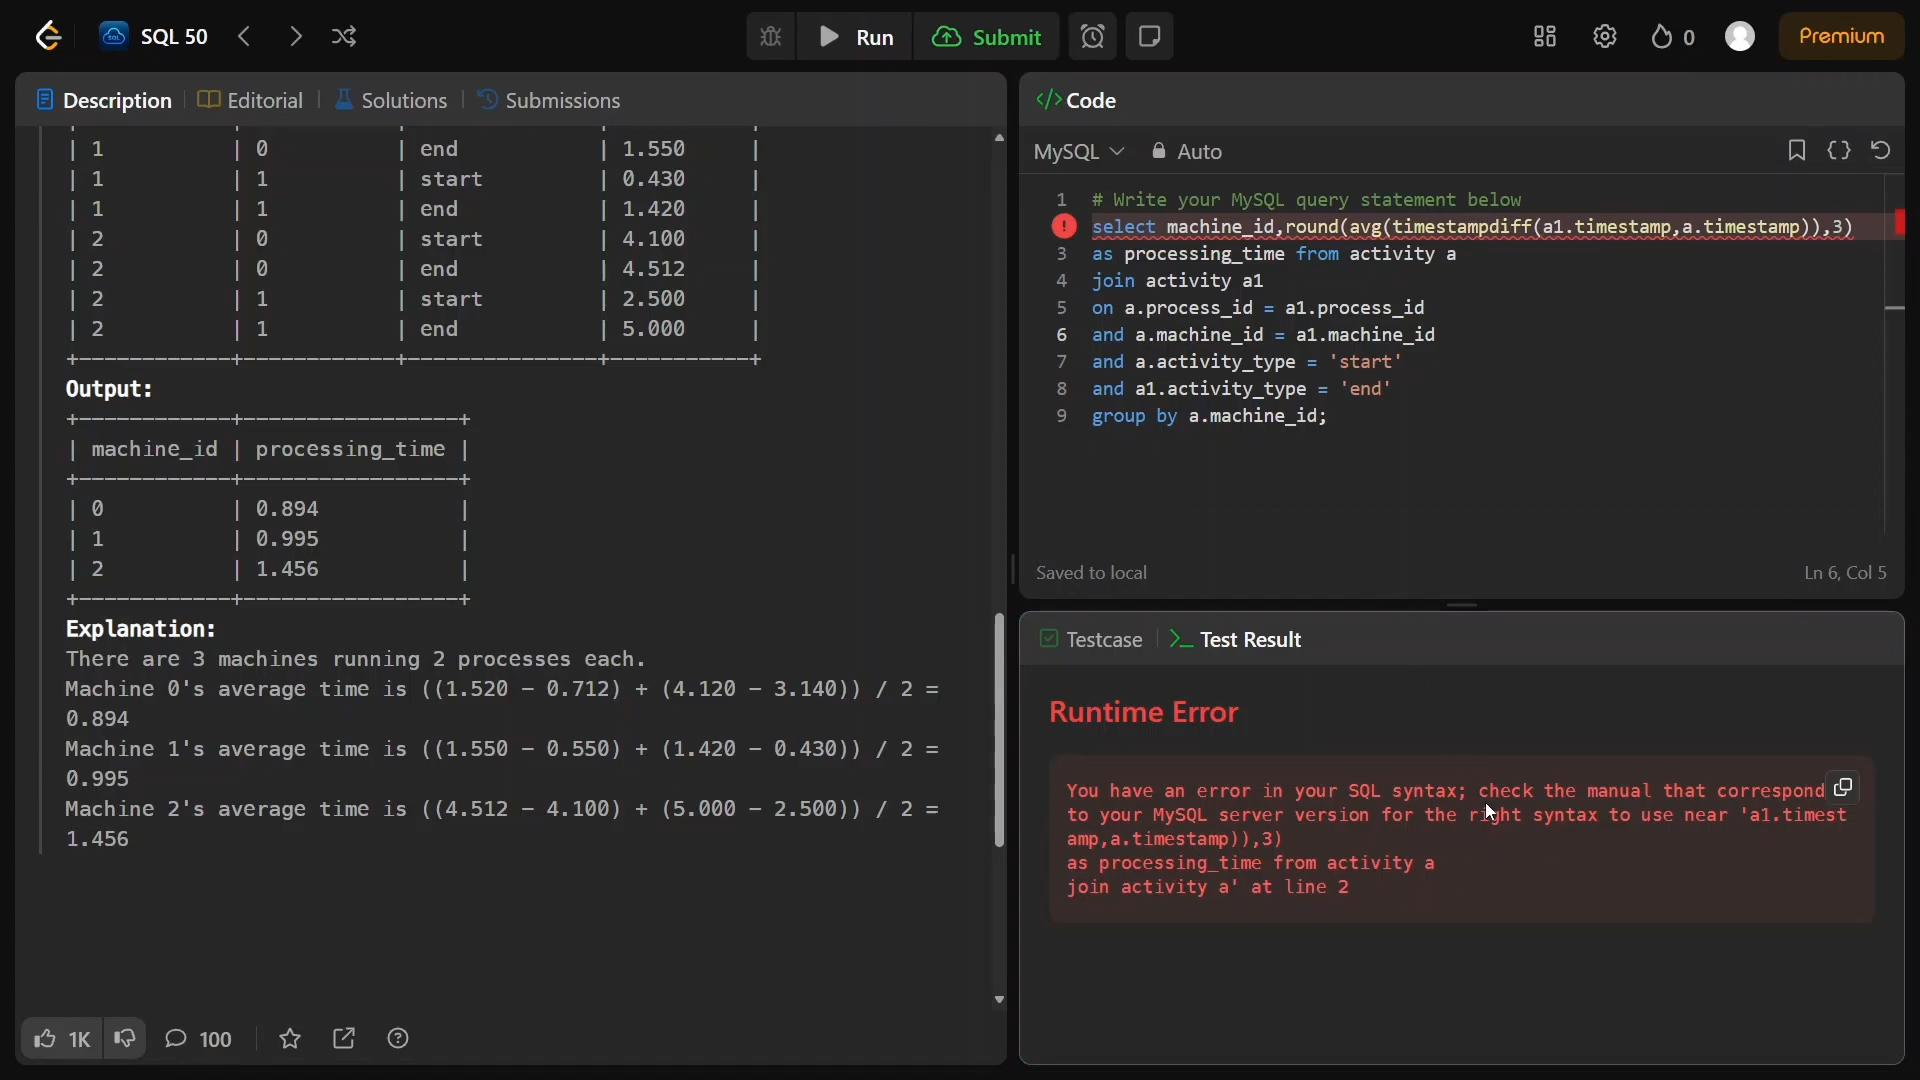 SQL 50
Run
Submit
0
Premium
Description
Editorial
Solutions
Submissions
| 1 | 0 | end | 1.550 |
| 1 | 1 | start | 0.430 |
| 1 | 1 | end | 1.420 |
| 2 | 0 | start | 4.100 |
| 2 | 0 | end | 4.512 |
| 2 | 1 | start | 2.500 |
| 2 | 1 | end | 5.000 |
Output:
| machine_id | processing_time |
| 0 | 0.894 |
| 1 | 0.995 |
| 2 | 1.456 |
Explanation:
There are 3 machines running 2 processes each.
Machine 0's average time is ((1.520 - 0.712) + (4.120 - 3.140)) / 2 =
0.894
Machine 1's average time is ((1.550 - 0.550) + (1.420 - 0.430)) / 2 =
0.995
Machine 2's average time is ((4.512 - 4.100) + (5.000 - 2.500)) / 2 =
1.456
1K
100
</> Code
MySQL
Auto
1 # Write your MySQL query statement below
select machine_id,round(avg(timestampdiff(a1.timestamp,a.timestamp)),3)
3 as processing_time from activity a
4 join activity a1
5 on a.process_id = a1.process_id
6 and a.machine_id = a1.machine_id
7 and a.activity_type = 'start'
8 and a1.activity_type = 'end'
9 group by a.machine_id;
Saved to local
Ln 6, Col 5
Testcase
>_ Test Result
Runtime Error
You have an error in your SQL syntax; check the manual that correspond
to your MySQL server version for the right syntax to use near 'a1.timest
amp,a.timestamp)),3)
as processing_time from activity a
join activity a' at line 2